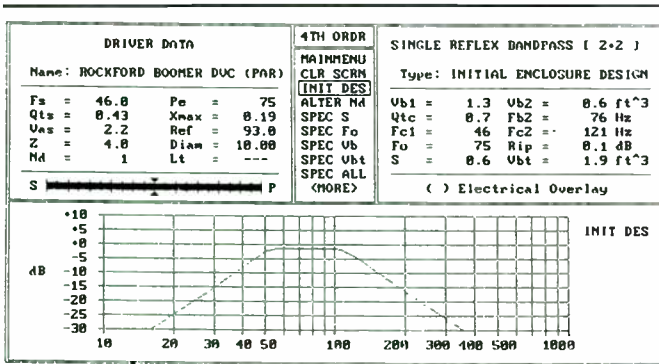 DRIVER DATA
Name: ROCKFORD BOOMER DVC (PAR)
Fs = 46.0 Pe = 75
Qts = 0.43 Xmax = 0.19
Vas = 2.2 Ref = 93.0
Z = 4.0 Diam = 10.00
Nd = 1 Lt = ---
S P
4TH ORDR
MAINMENU
CLR SCRN
INIT DES
ALTER Nd
SPEC S
SPEC Fo
SPEC Vb
SPEC Vbt
SPEC ALL
<MORE>
SINGLE REFLEX BANDPASS [ 2+2 ]
Type: INITIAL ENCLOSURE DESIGN
Vb1 = 1.3 Vb2 = 0.6 ft^3
Qtc = 0.7 Fb2 = 76 Hz
Fc1 = 46 Fc2 = 121 Hz
Fo = 75 Rip = 0.1 dB
S = 0.6 Vbt = 1.9 ft^3
( ) Electrical Overlay
+10
+5
+0
-5
dB -10
-15
-20
-25
-30
10 20 30 40 50 100 200 300 400 500 1000
INIT DES